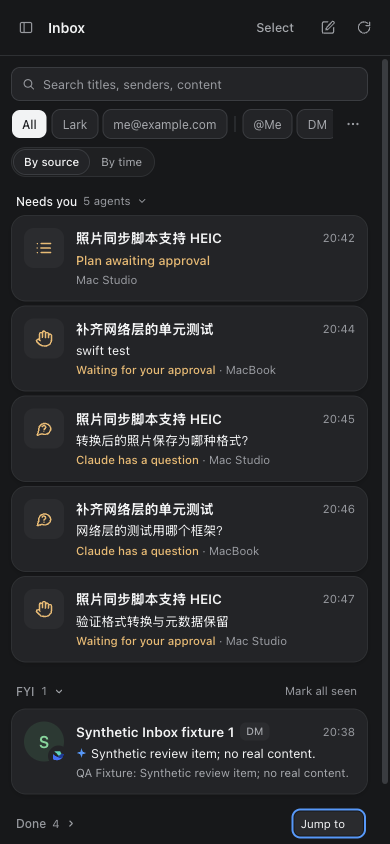 Inbox
Select
Search titles, senders, content
All
Lark
me@example.com
@Me
DM
By source
By time
Needs you 5 agents
照片同步脚本支持 HEIC 20:42
Plan awaiting approval
Mac Studio
补齐网络层的单元测试 20:44
swift test
Waiting for your approval · MacBook
照片同步脚本支持 HEIC 20:45
转换后的照片保存为哪种格式?
Claude has a question · Mac Studio
补齐网络层的单元测试 20:46
网络层的测试用哪个框架?
Claude has a question · MacBook
照片同步脚本支持 HEIC 20:47
验证格式转换与元数据保留
Waiting for your approval · Mac Studio
FYI 1
Mark all seen
S
Synthetic Inbox fixture 1 DM 20:38
Synthetic review item; no real content.
QA Fixture: Synthetic review item; no real content.
Done 4
Jump to